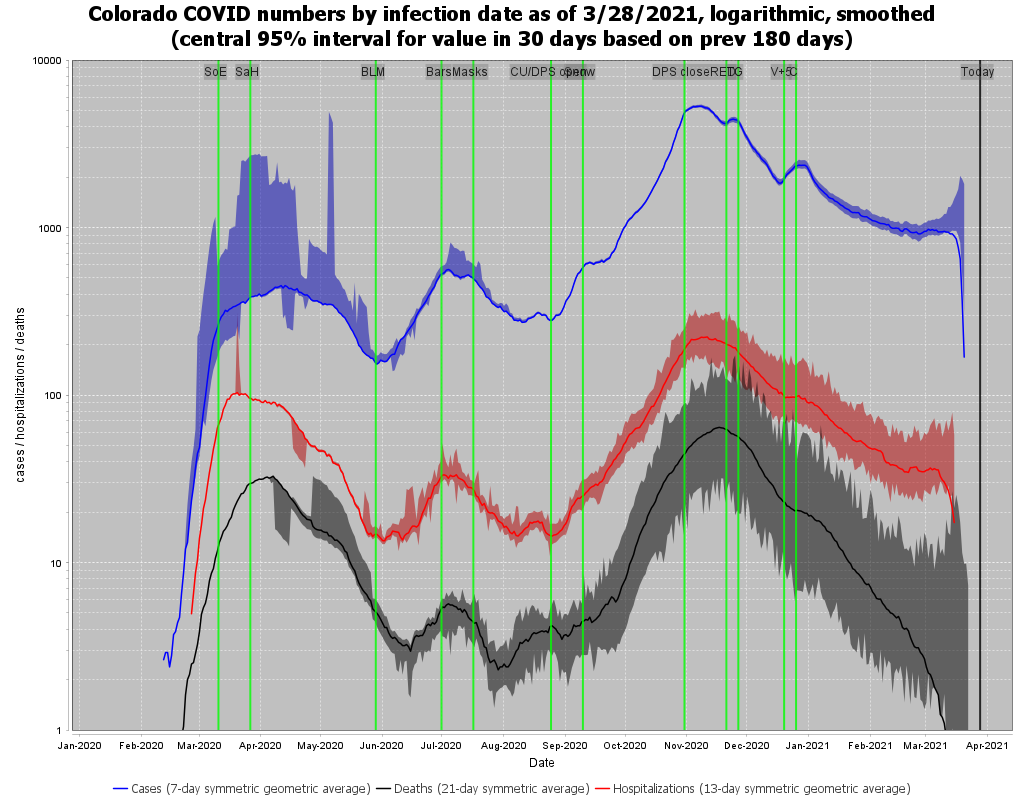 Colorado COVID numbers by infection date as of 3/28/2021, logarithmic, smoothed
(central 95% interval for value in 30 days based on prev 180 days)
SoE SaH BLM Bars Masks CU/DPS open DPS close RED V+5 C Today
10000
1000
100
10
1
cases / hospitalizations / deaths
Jan-2020 Feb-2020 Mar-2020 Apr-2020 May-2020 Jun-2020 Jul-2020 Aug-2020 Sep-2020 Oct-2020 Nov-2020 Dec-2020 Jan-2021 Feb-2021 Mar-2021 Apr-2021
Date
Cases (7-day symmetric geometric average) Deaths (21-day symmetric geometric average) Hospitalizations (13-day symmetric geometric average)